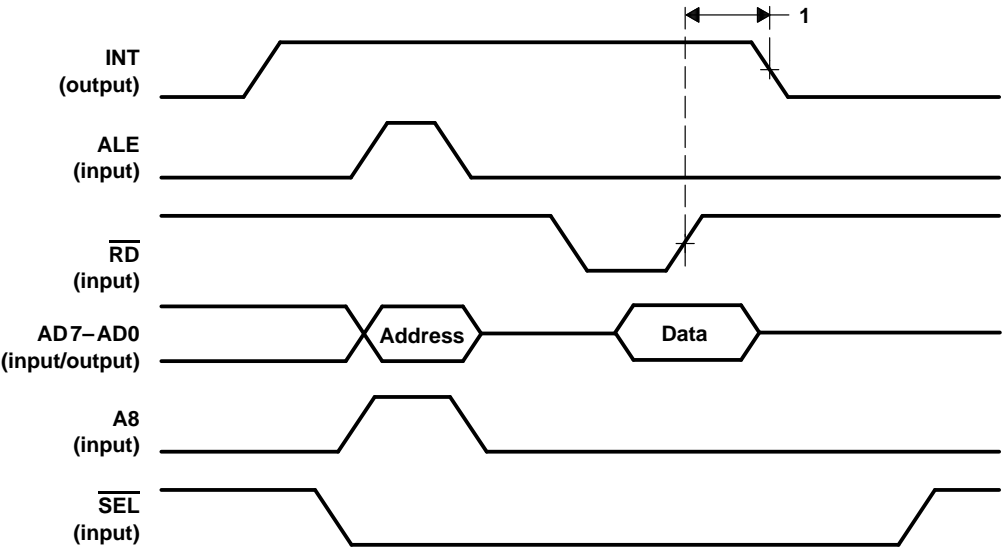 1
INT
(output)
ALE
(input)
RD
(input)
AD7–AD0
(input/output)
Address
Data
A8
(input)
SEL
(input)